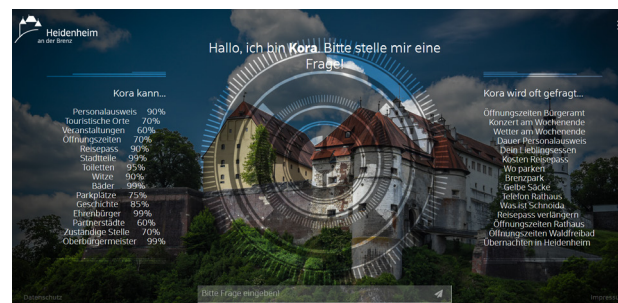 Heidenheim
an der Brenz
Hallo, ich bin Kora. Bitte stelle mir eine
Frage!
Kora kann...
Personalausweis 90%
Touristische Orte 70%
Veranstaltungen 60%
Öffnungszeiten 70%
Reisepass 90%
Stadtteile 99%
Toiletten 95%
Witze 90%
Bäder 99%
Parkplätze 75%
Geschichte 85%
Ehrenbürger 99%
Partnerstädte 60%
Zuständige Stelle 70%
Oberbürgermeister 99%
Kora wird oft gefragt...
Öffnungszeiten Bürgeramt
Konzert am Wochenende
Wetter am Wochenende
Dauer Personalausweis
Dein Lieblingsessen
Kosten Reisepass
Wo parken
Brenzpark
Gelbe Säcke
Telefon Rathaus
Was ist Schnoida
Reisepass verlängern
Öffnungszeiten Rathaus
Öffnungszeiten Waldfreibad
Übernachten in Heidenheim
Bitte Frage eingeben!
Datenschutz